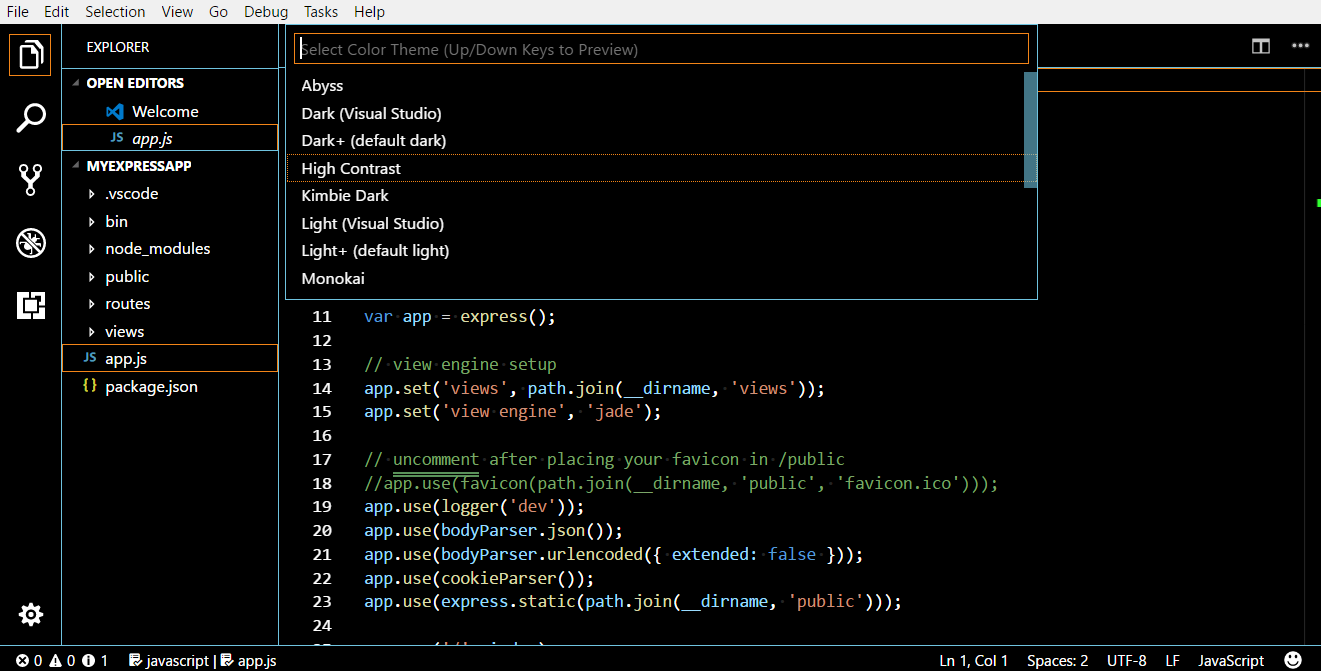 File Edit Selection View Go Debug Tasks Help
EXPLORER
OPEN EDITORS
Welcome
JS app.js
MYEXPRESSAPP
.vscode
bin
node_modules
public
routes
views
JS app.js
{} package.json
Select Color Theme (Up/Down Keys to Preview)
Abyss
Dark (Visual Studio)
Dark+ (default dark)
High Contrast
Kimbie Dark
Light (Visual Studio)
Light+ (default light)
Monokai
11 var app = express();
12
13 // view engine setup
14 app.set('views', path.join(__dirname, 'views'));
15 app.set('view engine', 'jade');
16
17 // uncomment after placing your favicon in /public
18 //app.use(favicon(path.join(__dirname, 'public', 'favicon.ico')));
19 app.use(logger('dev'));
20 app.use(bodyParser.json());
21 app.use(bodyParser.urlencoded({ extended: false }));
22 app.use(cookieParser());
23 app.use(express.static(path.join(__dirname, 'public')));
24
0 0 1 javascript | app.js Ln 1, Col 1 Spaces: 2 UTF-8 LF JavaScript